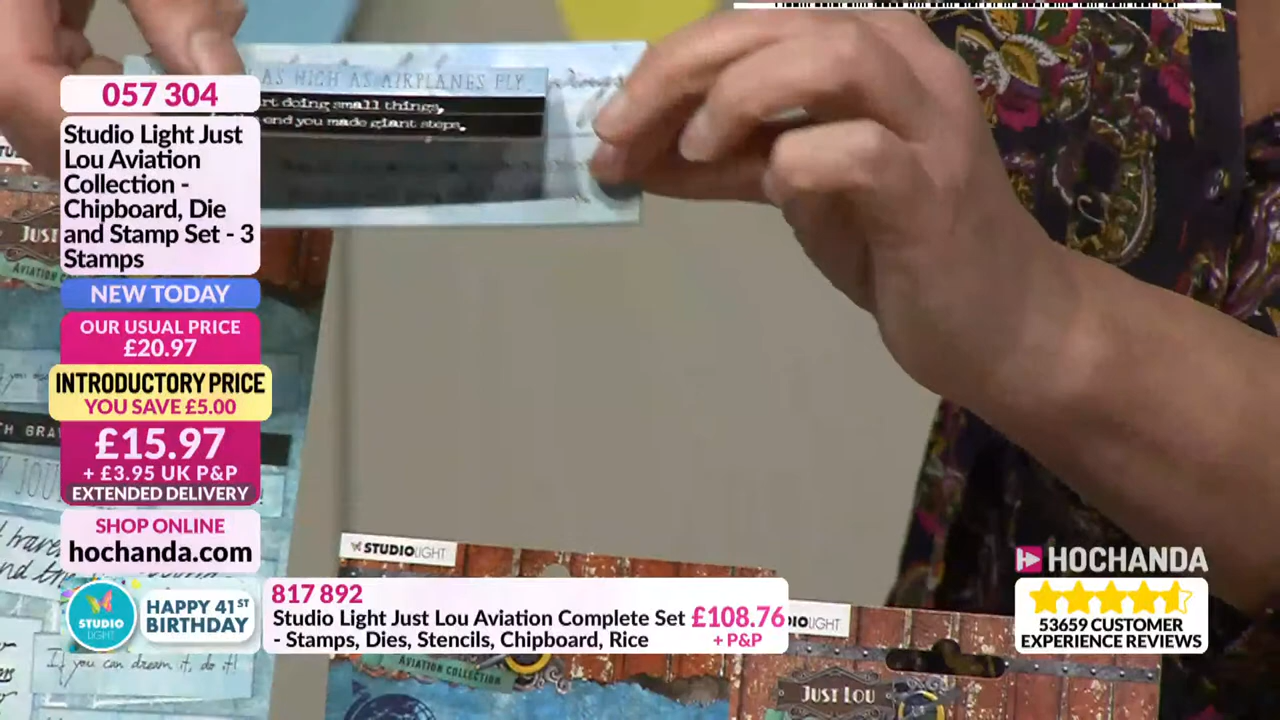 057 304
Studio Light Just
Lou Aviation
Collection -
Chipboard, Die
and Stamp Set - 3
Stamps
NEW TODAY
OUR USUAL PRICE
£20.97
INTRODUCTORY PRICE
YOU SAVE £5.00
£15.97
+ £3.95 UK P&P
EXTENDED DELIVERY
SHOP ONLINE
hochanda.com
STUDIO
LIGHT
HAPPY 41ST
BIRTHDAY
817 892
Studio Light Just Lou Aviation Complete Set
- Stamps, Dies, Stencils, Chipboard, Rice
£108.76
+ P&P
HOCHANDA
53659 CUSTOMER
EXPERIENCE REVIEWS
AS HIGH AS AIRPLANES FLY
doing small things,
end you made giant steps.
JUST
AVIATION
STUDIOLIGHT
LIGHT
AVIATION COLLECTION
JUST LOU
If you can dream it, do it!